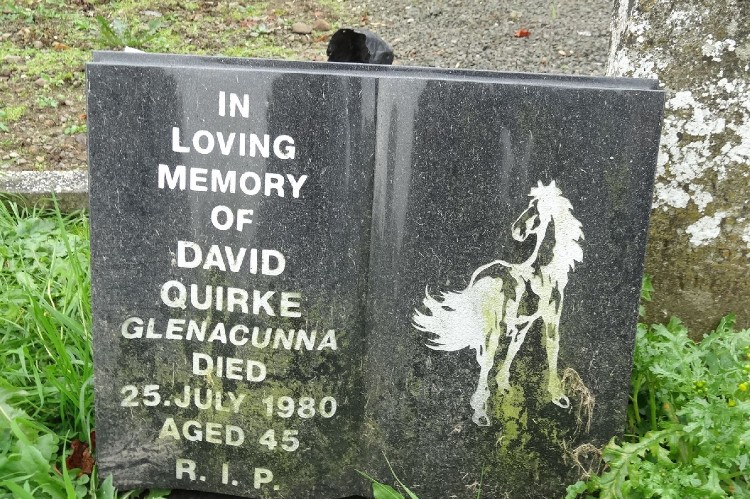 IN
LOVING
MEMORY
OF
DAVID
QUIRKE
GLENACUNNA
DIED
25.JULY 1980
AGED 45
R.I.P.